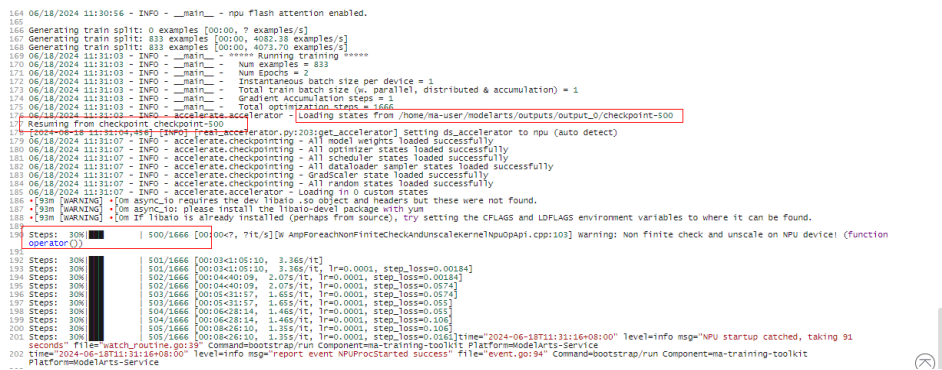 164 06/18/2024 11:30:56 - INFO - __main__ - npu flash attention enabled.
165
166 Generating train split: 0 examples [00:00, ? examples/s]
167 Generating train split: 833 examples [00:00, 4082.38 examples/s]
168 Generating train split: 833 examples [00:00, 4073.70 examples/s]
169 06/18/2024 11:31:03 - INFO - __main__ - ***** Running training *****
170 06/18/2024 11:31:03 - INFO - __main__ -   Num examples = 833
171 06/18/2024 11:31:03 - INFO - __main__ -   Num Epochs = 2
172 06/18/2024 11:31:03 - INFO - __main__ -   Instantaneous batch size per device = 1
173 06/18/2024 11:31:03 - INFO - __main__ -   Total train batch size (w. parallel, distributed & accumulation) = 1
174 06/18/2024 11:31:03 - INFO - __main__ -   Gradient Accumulation steps = 1
175 06/18/2024 11:31:03 - INFO - __main__ -   Total optimization steps = 1666
176 06/18/2024 11:31:03 - INFO - accelerate.accelerator - Loading states from /home/ma-user/modelarts/outputs/output_0/checkpoint-500
177 Resuming from checkpoint checkpoint-500
178 [2024-06-18 11:31:04,456] [INFO] [real_accelerator.py:203:get_accelerator] Setting ds_accelerator to npu (auto detect)
179 06/18/2024 11:31:07 - INFO - accelerate.checkpointing - All model weights loaded successfully
180 06/18/2024 11:31:07 - INFO - accelerate.checkpointing - All optimizer states loaded successfully
181 06/18/2024 11:31:07 - INFO - accelerate.checkpointing - All scheduler states loaded successfully
182 06/18/2024 11:31:07 - INFO - accelerate.checkpointing - All dataloader sampler states loaded successfully
183 06/18/2024 11:31:07 - INFO - accelerate.checkpointing - GradScaler state loaded successfully
184 06/18/2024 11:31:07 - INFO - accelerate.checkpointing - All random states loaded successfully
185 06/18/2024 11:31:07 - INFO - accelerate.accelerator - Loading in 0 custom states
186 •[93m [WARNING] •[0m async_io requires the dev libaio .so object and headers but these were not found.
187 •[93m [WARNING] •[0m async_io: please install the libaio-devel package with yum
188 •[93m [WARNING] •[0m If libaio is already installed (perhaps from source), try setting the CFLAGS and LDFLAGS environment variables to where it can be found.
189
190 Steps:  30%|███       | 500/1666 [00:00<?, ?it/s][W AmpForeachNonFiniteCheckAndUnscaleKernelNpuOpApi.cpp:103] Warning: Non finite check and unscale on NPU device! (function
operator())
191
192 Steps:  30%|███       | 501/1666 [00:03<1:05:10,  3.36s/it]
193 Steps:  30%|███       | 501/1666 [00:03<1:05:10,  3.36s/it, lr=0.0001, step_loss=0.00184]
194 Steps:  30%|███       | 502/1666 [00:04<40:09,  2.07s/it, lr=0.0001, step_loss=0.00184]
195 Steps:  30%|███       | 502/1666 [00:04<40:09,  2.07s/it, lr=0.0001, step_loss=0.0574]
196 Steps:  30%|███       | 503/1666 [00:05<31:57,  1.65s/it, lr=0.0001, step_loss=0.0574]
197 Steps:  30%|███       | 503/1666 [00:05<31:57,  1.65s/it, lr=0.0001, step_loss=0.055]
198 Steps:  30%|███       | 504/1666 [00:06<28:14,  1.46s/it, lr=0.0001, step_loss=0.055]
199 Steps:  30%|███       | 504/1666 [00:06<28:14,  1.46s/it, lr=0.0001, step_loss=0.106]
200 Steps:  30%|███       | 505/1666 [00:08<26:10,  1.35s/it, lr=0.0001, step_loss=0.106]
201 Steps:  30%|███       | 505/1666 [00:08<26:10,  1.35s/it, lr=0.0001, step_loss=0.0161]time="2024-06-18T11:31:16+08:00" level=info msg="NPU startup catched, taking 91
seconds" file="watch_routine.go:39" Command=bootstrap/run Component=ma-training-toolkit Platform=ModelArts-Service
202 time="2024-06-18T11:31:16+08:00" level=info msg="report event NPUProcStarted success" file="event.go:94" Command=bootstrap/run Component=ma-training-toolkit
Platform=ModelArts-Service